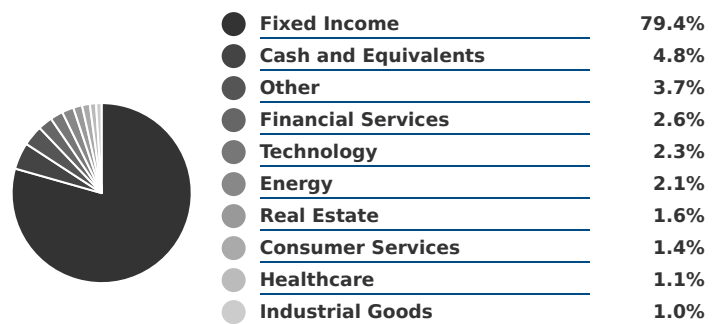 Fixed Income 79.4%
Cash and Equivalents 4.8%
Other 3.7%
Financial Services 2.6%
Technology 2.3%
Energy 2.1%
Real Estate 1.6%
Consumer Services 1.4%
Healthcare 1.1%
Industrial Goods 1.0%